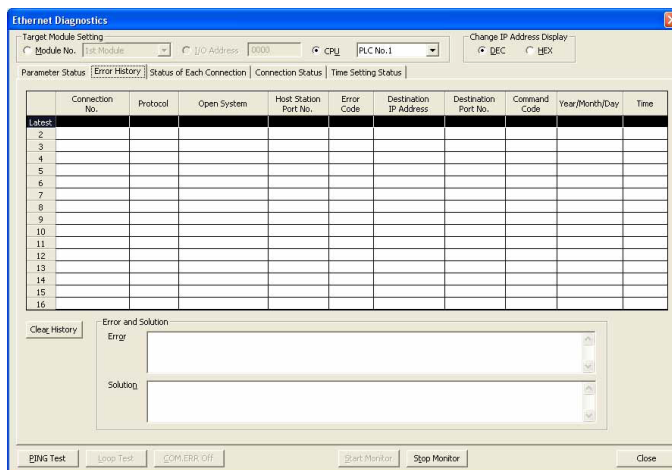 Ethernet Diagnostics
Target Module Setting
Module No. 1st Module I/O Address 0000 CPU PLC No.1
Change IP Address Display
DEC HEX
Parameter Status Error History Status of Each Connection Connection Status Time Setting Status
Connection No. Protocol Open System Host Station Port No. Error Code Destination IP Address Destination Port No. Command Code Year/Month/Day Time
Latest
2
3
4
5
6
7
8
9
10
11
12
13
14
15
16
Clear History
Error and Solution
Error
Solution
PING Test Loop Test COM.ERR Off Start Monitor Stop Monitor Close